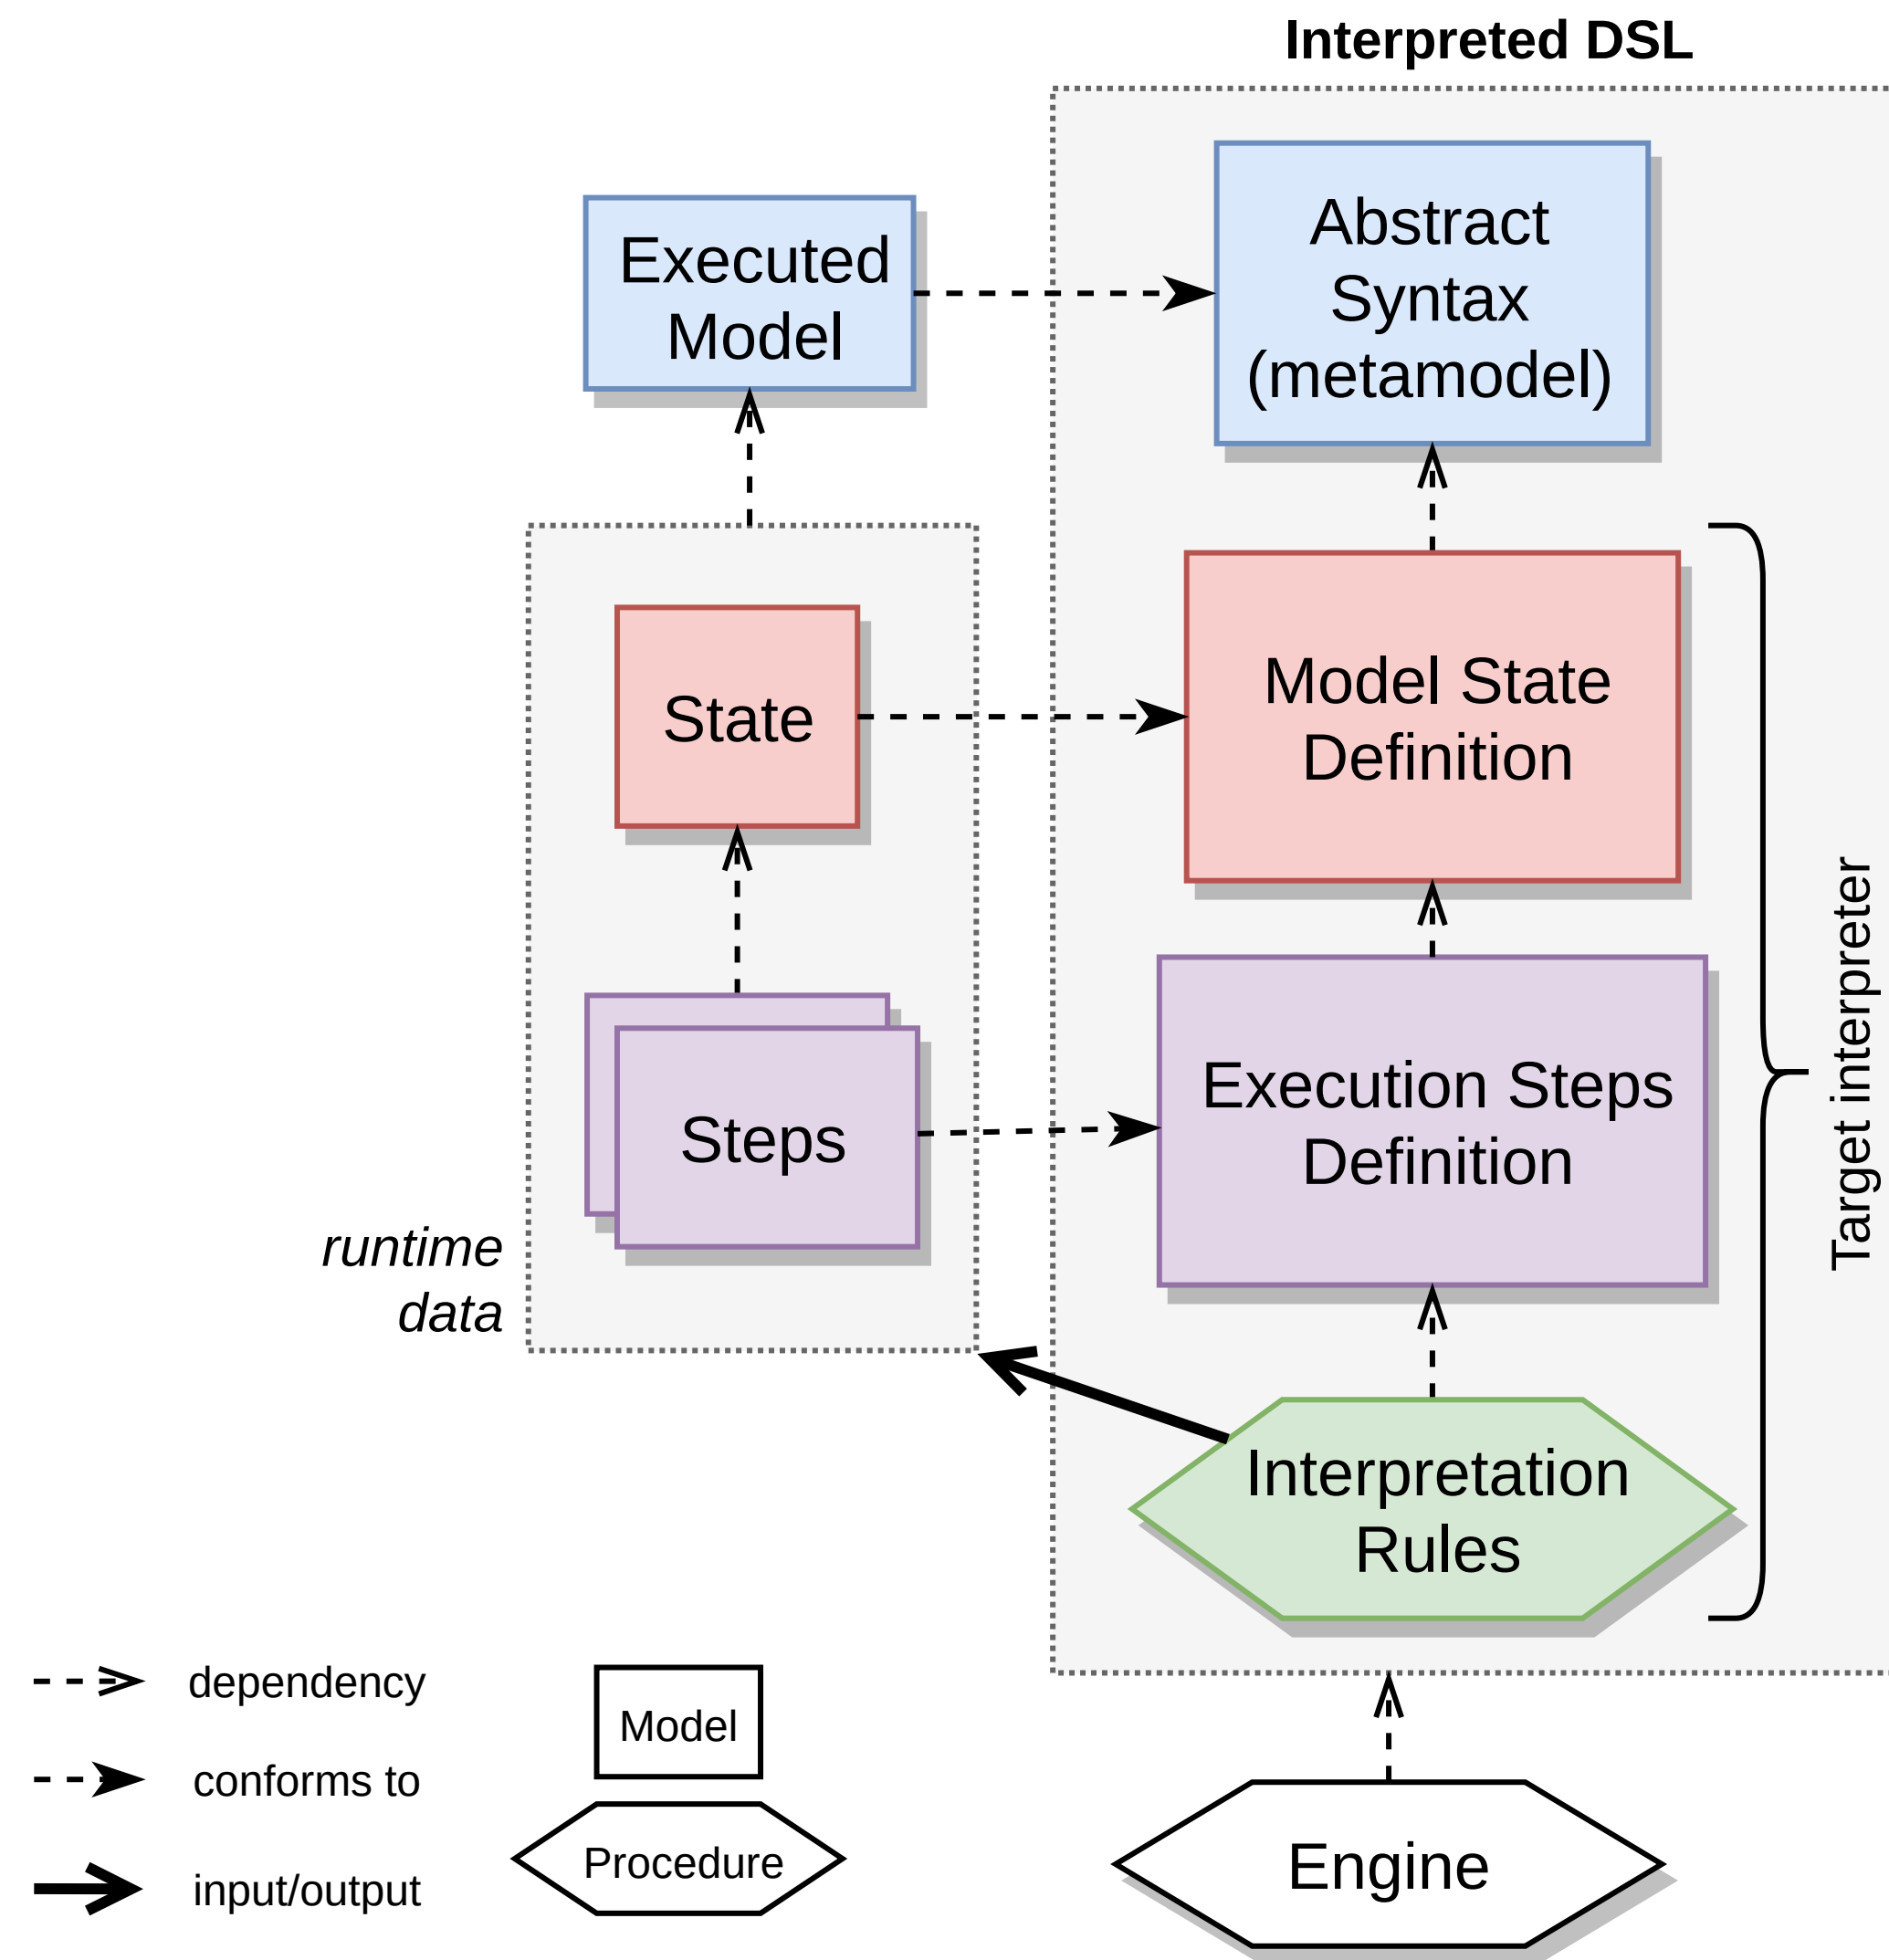 Interpreted DSL
Executed
Model
Abstract
Syntax
(metamodel)
State
Model State
Definition
Steps
Execution Steps
Definition
Target interpreter
runtime
data
Interpretation
Rules
dependency
conforms to
input/output
Model
Procedure
Engine